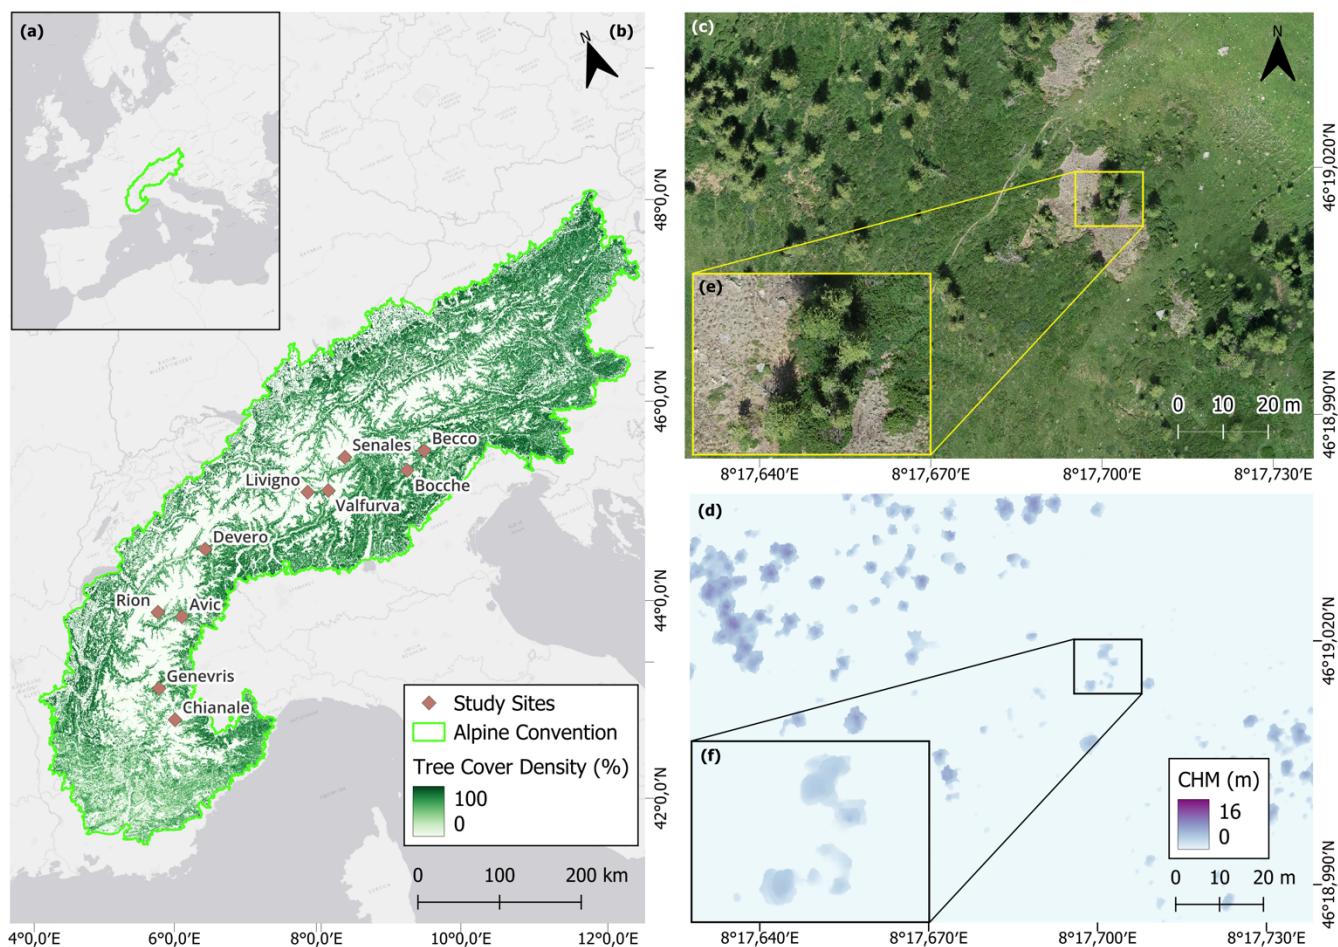 (a)
N
(b)
48°0,0'N
46°0,0'N
44°0,0'N
42°0,0'N
Senales
Becco
Livigno
Bocche
Valfurva
Devero
Rion
Avic
Genevris
Chianale
Study Sites
Alpine Convention
Tree Cover Density (%)
100
0
0 100 200 km
4°0,0'E 6°0,0'E 8°0,0'E 10°0,0'E 12°0,0'E
(c)
N
(e)
0 10 20 m
46°19,020'N
46°18,990'N
8°17,640'E 8°17,670'E 8°17,700'E 8°17,730'E
(d)
(f)
CHM (m)
16
0
0 10 20 m
46°19,020'N
46°18,990'N
8°17,640'E 8°17,670'E 8°17,700'E 8°17,730'E